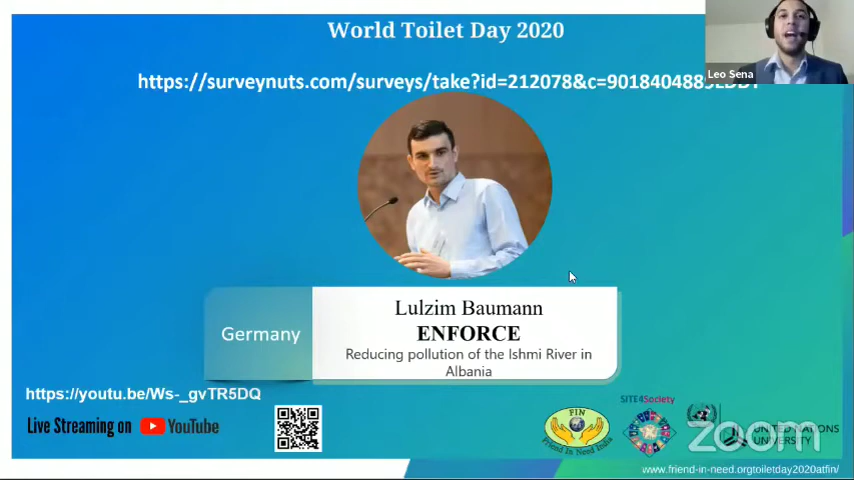 World Toilet Day 2020
Leo Sena
https://surveynuts.com/surveys/take?id=212078&c=901840488
Germany
Lulzim Baumann
ENFORCE
Reducing pollution of the Ishmi River in
Albania
https://youtu.be/Ws-_gvTR5DQ
Live Streaming on YouTube
FIN
Friend In Need India
SITE4Society
UNITED NATIONS
UNIVERSITY
zoom
www.friend-in-need.orgtoiletday2020atfin/